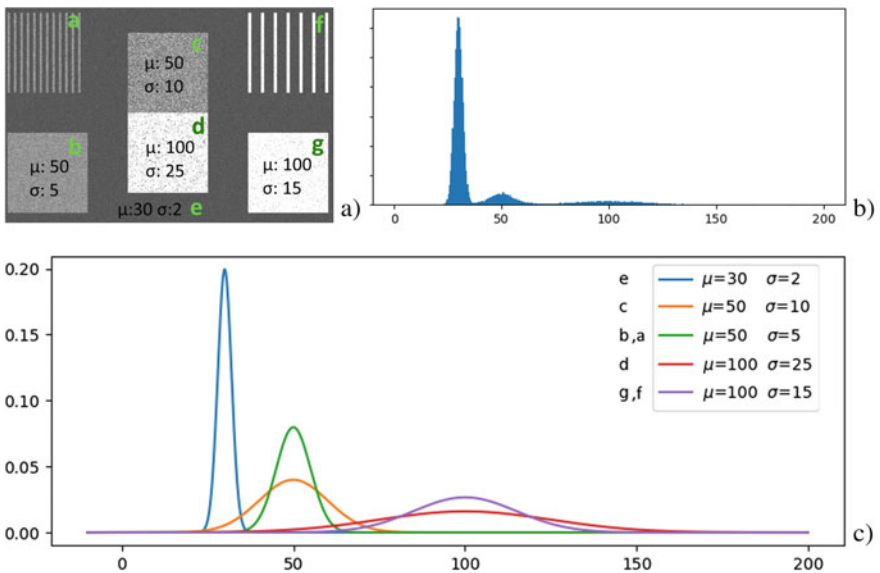 a
f
c
μ: 50
σ: 10
d
μ: 100
σ: 25
b
μ: 50
σ: 5
g
μ: 100
σ: 15
μ:30 σ:2 e
a)
0 50 100 150 200
b)
0.20
0.15
0.10
0.05
0.00
e μ=30 σ=2
c μ=50 σ=10
b,a μ=50 σ=5
d μ=100 σ=25
g,f μ=100 σ=15
0 50 100 150 200
c)